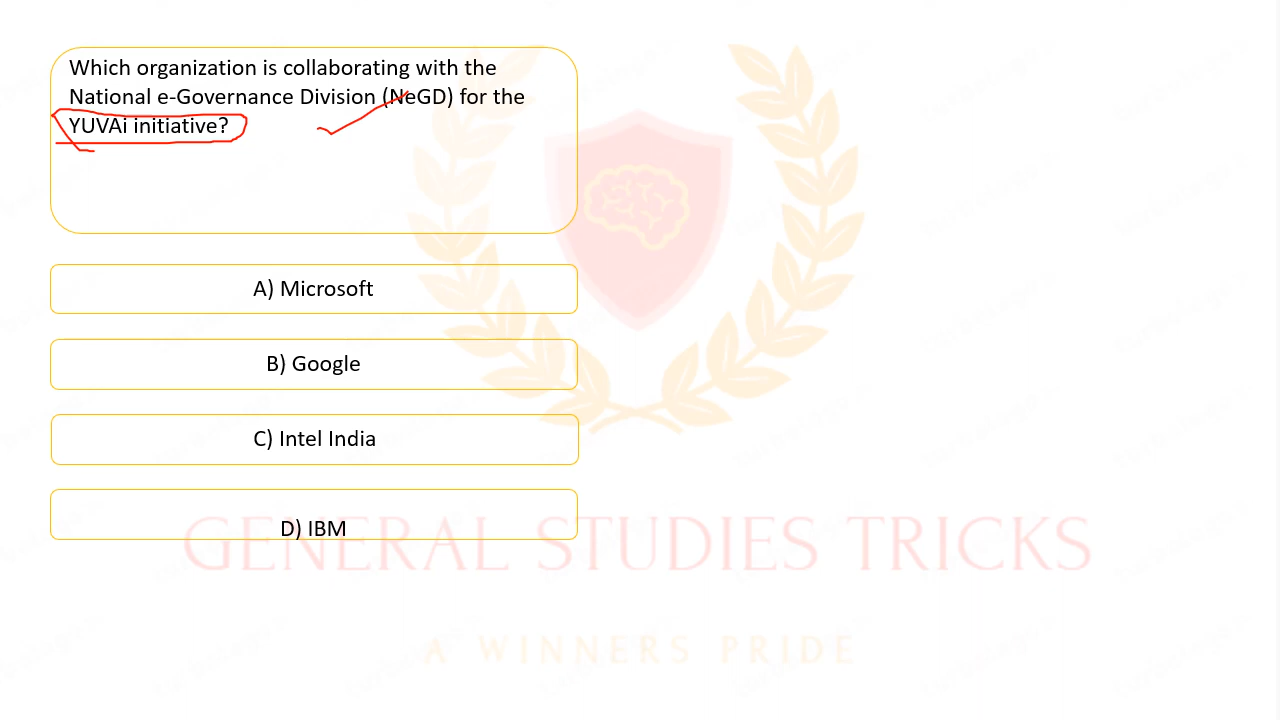 Which organization is collaborating with the
National e-Governance Division (NeGD) for the
YUVAi initiative?
A) Microsoft
B) Google
C) Intel India
D) IBM
GENERAL STUDIES TRICKS
A WINNERS PRIDE